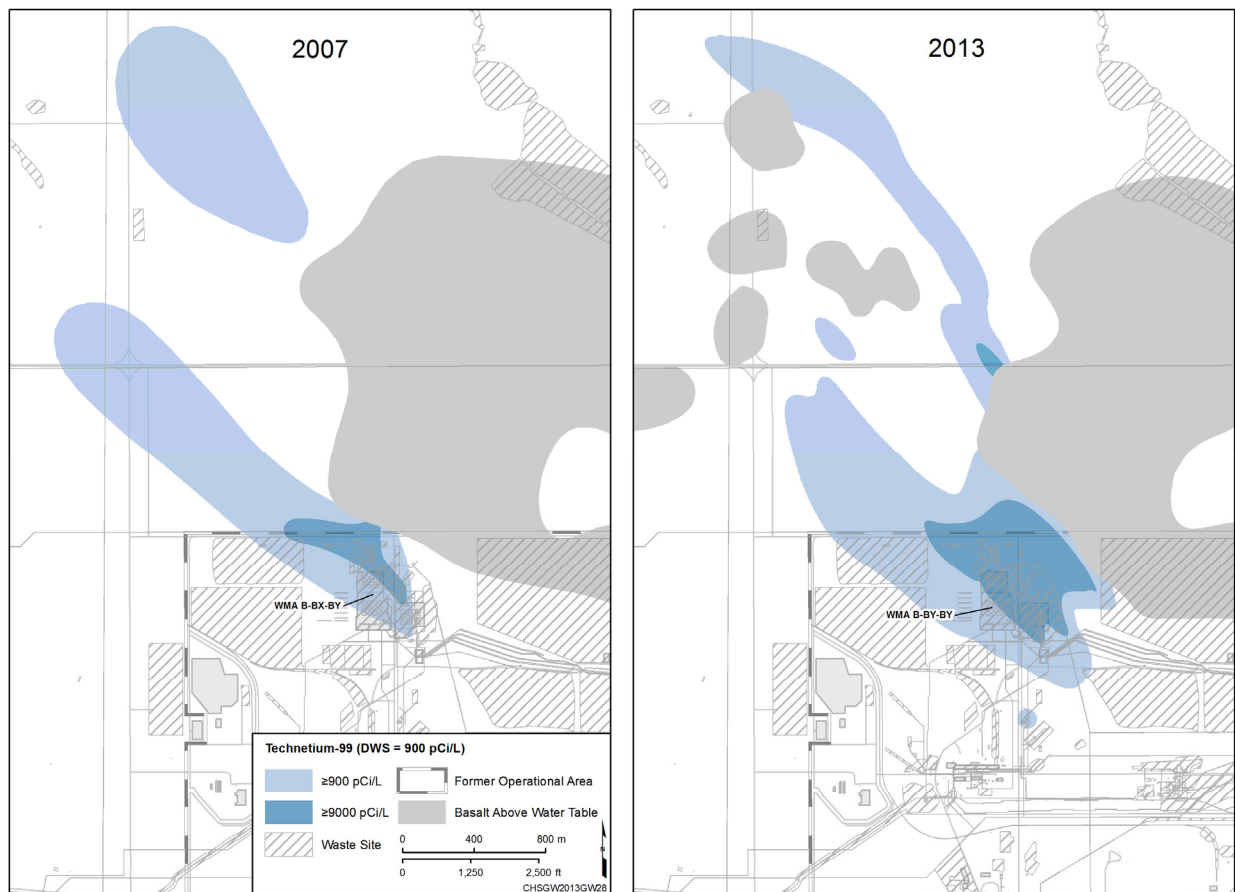 2007
2013
WMA B-BX-BY
WMA B-BY-BY
Technetium-99 (DWS = 900 pCi/L)
≥900 pCi/L
Former Operational Area
≥9000 pCi/L
Basalt Above Water Table
Waste Site
0 400 800 m
0 1,250 2,500 ft
N
CHSGW2013GW28